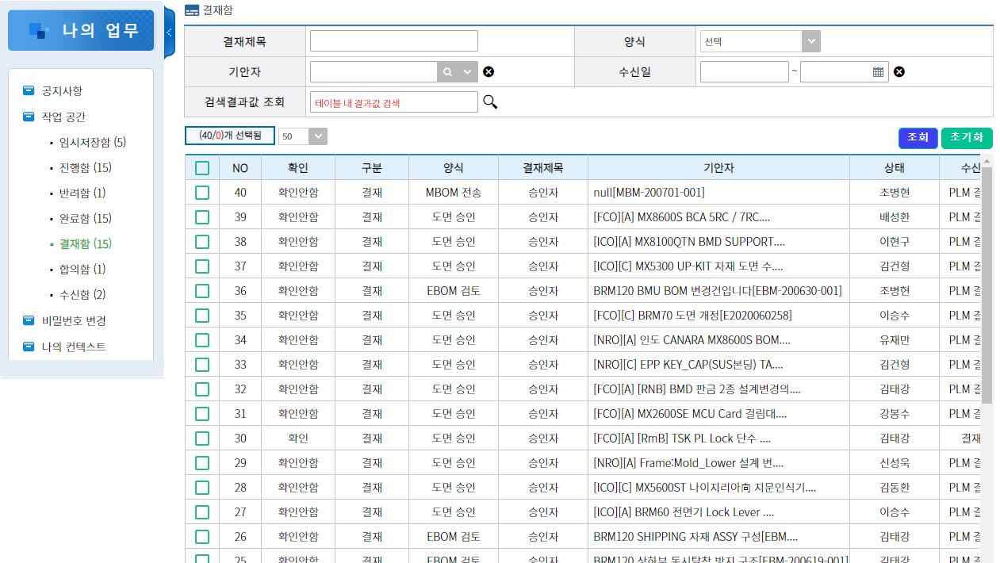 나의 업무
공지사항
작업 공간
임시저장함 (5)
진행함 (15)
반려함 (1)
완료함 (15)
결재함 (15)
합의함 (1)
수신함 (2)
비밀번호 변경
나의 컨텍스트
결재함
결재제목 양식 선택
기안자 수신일 ~
검색결과값 조회 테이블 내 결과값 검색
(40/0)개 선택됨 50 조회 초기화
NO 확인 구분 양식 결재제목 기안자 상태 수신
40 확인안함 결재 MBOM 전송 승인자 null[MBM-200701-001] 조병현 PLM 결
39 확인안함 결재 도면 승인 승인자 [FCO][A] MX8600S BCA 5RC / 7RC.... 배성환 PLM 결
38 확인안함 결재 도면 승인 승인자 [ICO][A] MX8100QTN BMD SUPPORT.... 이현구 PLM 결
37 확인안함 결재 도면 승인 승인자 [ICO][C] MX5300 UP-KIT 자재 도면 수.... 김건형 PLM 결
36 확인안함 결재 EBOM 검토 승인자 BRM120 BMU BOM 변경건입니다[EBM-200630-001] 조병현 PLM 결
35 확인안함 결재 도면 승인 승인자 [FCO][C] BRM70 도면 개정[E2020060258] 이승수 PLM 결
34 확인안함 결재 도면 승인 승인자 [NRO][A] 인도 CANARA MX8600S BOM.... 유재만 PLM 결
33 확인안함 결재 도면 승인 승인자 [NRO][C] EPP KEY_CAP(SUS본딩) TA.... 김건형 PLM 결
32 확인안함 결재 도면 승인 승인자 [FCO][A] [RNB] BMD 판금 2종 설계변경의.... 김태강 PLM 결
31 확인안함 결재 도면 승인 승인자 [FCO][A] MX2600SE MCU Card 걸림대.... 강봉수 PLM 결
30 확인 결재 도면 승인 승인자 [FCO][A] [RmB] TSK PL Lock 단수 .... 김태강 결재
29 확인안함 결재 도면 승인 승인자 [NRO][A] Frame:Mold_Lower 설계 변.... 신성욱 PLM 결
28 확인안함 결재 도면 승인 승인자 [ICO][C] MX5600ST 나이지리아向 지문인식기.... 김동환 PLM 결
27 확인안함 결재 도면 승인 승인자 [ICO][A] BRM60 전면기 Lock Lever .... 이승수 PLM 결
26 확인안함 결재 EBOM 검토 승인자 BRM120 SHIPPING 자재 ASSY 구성[EBM.... 김태강 PLM 결
25 확인안함 결재 EBOM 검토 승인자 BRM120 상하부 동시탈착 방지 구조[EBM-200619-001] 김태강 PLM 결